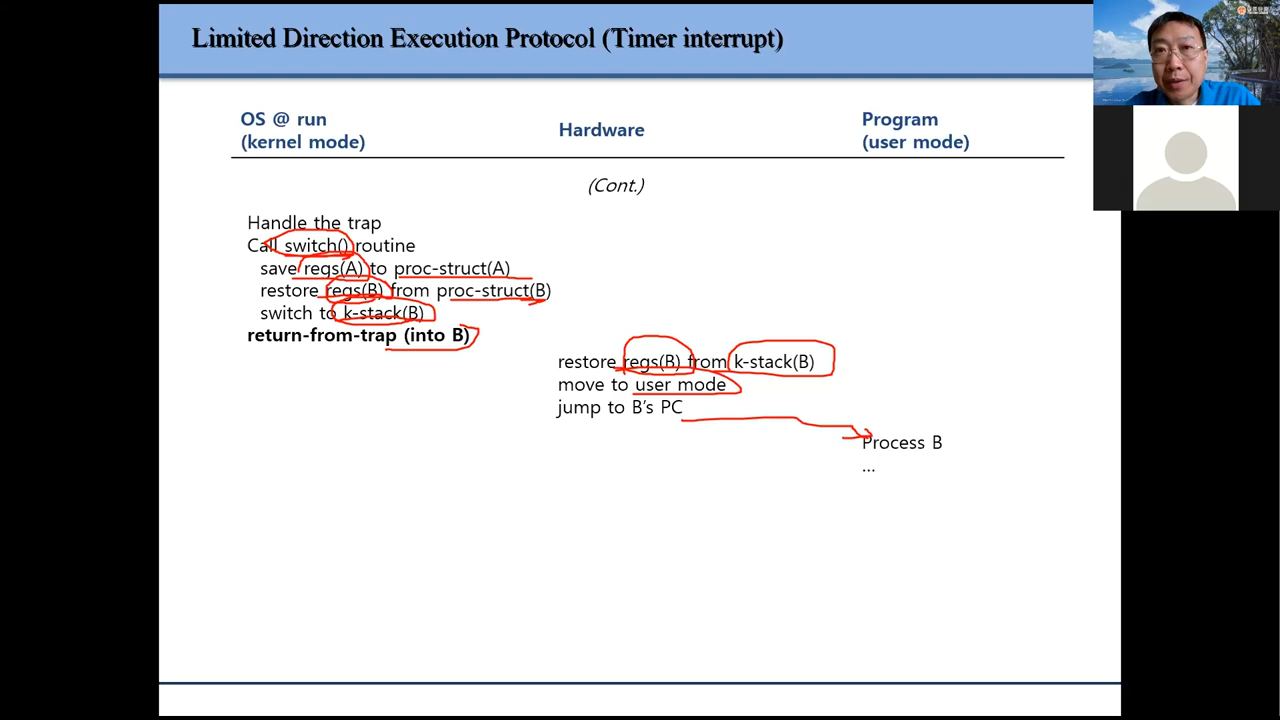 Limited Direction Execution Protocol (Timer interrupt)
OS @ run
(kernel mode)
Hardware
Program
(user mode)
(Cont.)
Handle the trap
Call switch() routine
save regs(A) to proc-struct(A)
restore regs(B) from proc-struct(B)
switch to k-stack(B)
return-from-trap (into B)
restore regs(B) from k-stack(B)
move to user mode
jump to B's PC
Process B
...